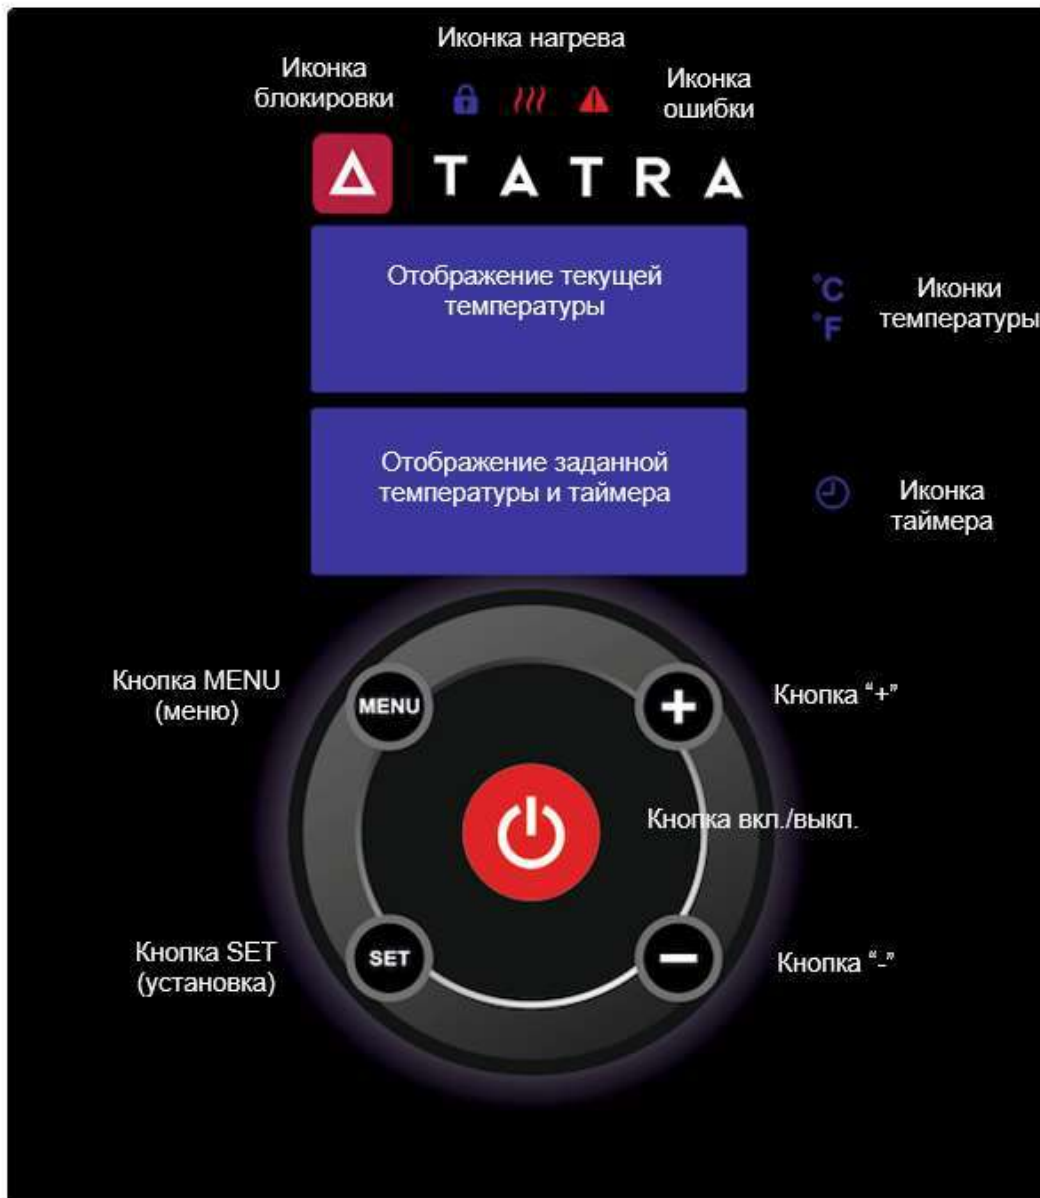 Иконка нагрева
Иконка
блокировки
Иконка
ошибки
TATRA
Отображение текущей
температуры
°C
°F
Иконки
температуры
Отображение заданной
температуры и таймера
Иконка
таймера
Кнопка MENU
(меню)
MENU
+
Кнопка “+”
Кнопка вкл./выкл.
Кнопка SET
(установка)
SET
−
Кнопка “-”